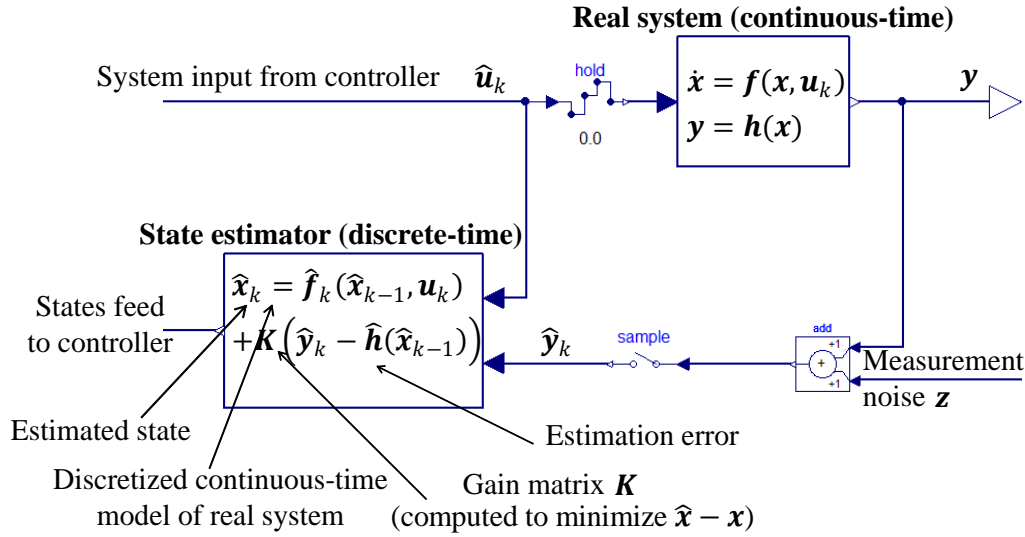 Real system (continuous-time)
System input from controller
û_k
hold
0.0
ẋ = f(x, u_k)
y = h(x)
y
State estimator (discrete-time)
x̂_k = f̂_k(x̂_{k−1}, u_k)
+K(ŷ_k − ĥ(x̂_{k−1}))
States feed
to controller
ŷ_k
sample
add
+1
+
+1
Measurement
noise z
Estimated state
Estimation error
Discretized continuous-time
model of real system
Gain matrix K
(computed to minimize x̂ − x)